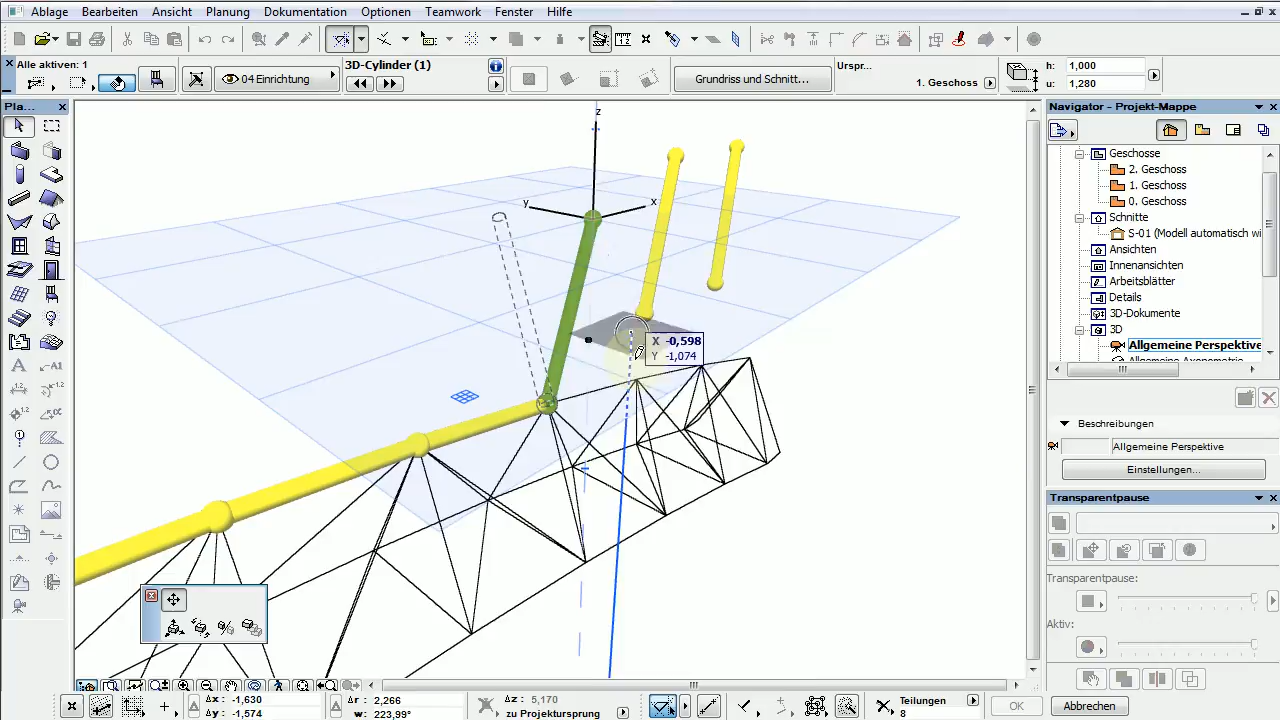 Ablage Bearbeiten Ansicht Planung Dokumentation Optionen Teamwork Fenster Hilfe
Alle aktiven: 1
04 Einrichtung
3D-Cylinder (1)
Grundriss und Schnitt...
Urspr...
1. Geschoss
h: 1,000
u: 1,280
Pla...
z
y
x
X -0,598
Y -1,074
Navigator - Projekt-Mappe
Geschosse
2. Geschoss
1. Geschoss
0. Geschoss
Schnitte
S-01 (Modell automatisch wi
Ansichten
Innenansichten
Arbeitsblätter
Details
3D-Dokumente
3D
Allgemeine Perspektive
Allgemeine Axonometrie
Beschreibungen
Allgemeine Perspektive
Einstellungen...
Transparentpause
Transparentpause:
Aktiv:
Δx: -1,630
Δy: -1,574
Δr: 2,266
w: 223,99°
Δz: 5,170
zu Projektursprung
Teilungen
8
OK
Abbrechen